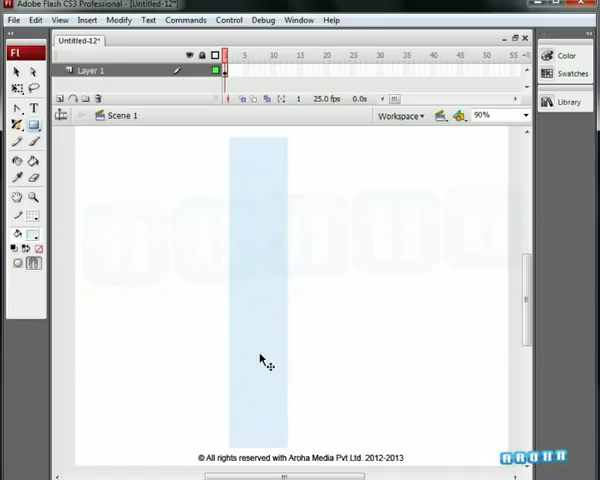 Adobe Flash CS3 Professional - [Untitled-12*]
Fl
File Edit View Insert Modify Text Commands Control Debug Window Help
Untitled-12*
5 10 15 20 25 30 35 40 45 50 55
Layer 1
1 25.0 fps 0.0s
Scene 1
Workspace
90%
T
Color
Swatches
Library
© All rights reserved with Aroha Media Pvt Ltd. 2012-2013
AROHA